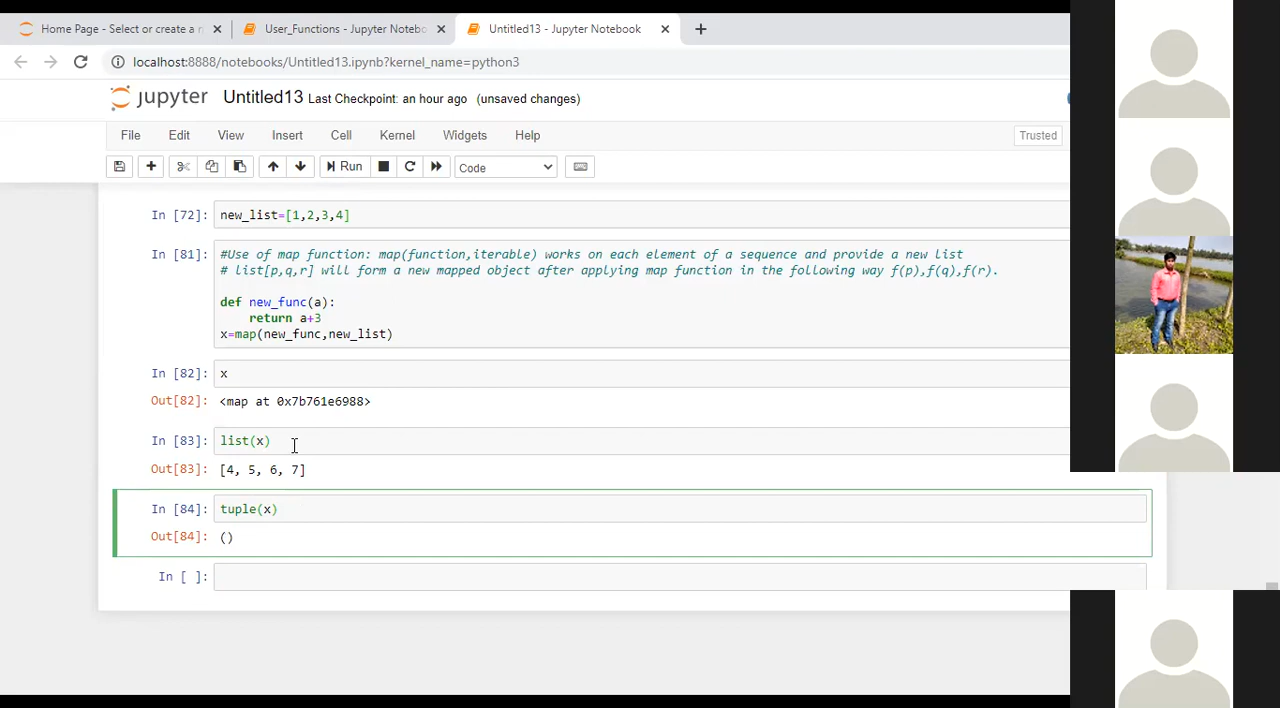 Home Page - Select or create a n
User_Functions - Jupyter Notebo
Untitled13 - Jupyter Notebook
localhost:8888/notebooks/Untitled13.ipynb?kernel_name=python3
jupyter Untitled13 Last Checkpoint: an hour ago (unsaved changes)
File Edit View Insert Cell Kernel Widgets Help Trusted
Run Code
In [72]: new_list=[1,2,3,4]
In [81]: #Use of map function: map(function,iterable) works on each element of a sequence and provide a new list
# list[p,q,r] will form a new mapped object after applying map function in the following way f(p),f(q),f(r).
def new_func(a):
return a+3
x=map(new_func,new_list)
In [82]: x
Out[82]: <map at 0x7b761e6988>
In [83]: list(x)
Out[83]: [4, 5, 6, 7]
In [84]: tuple(x)
Out[84]: ()
In [ ]: